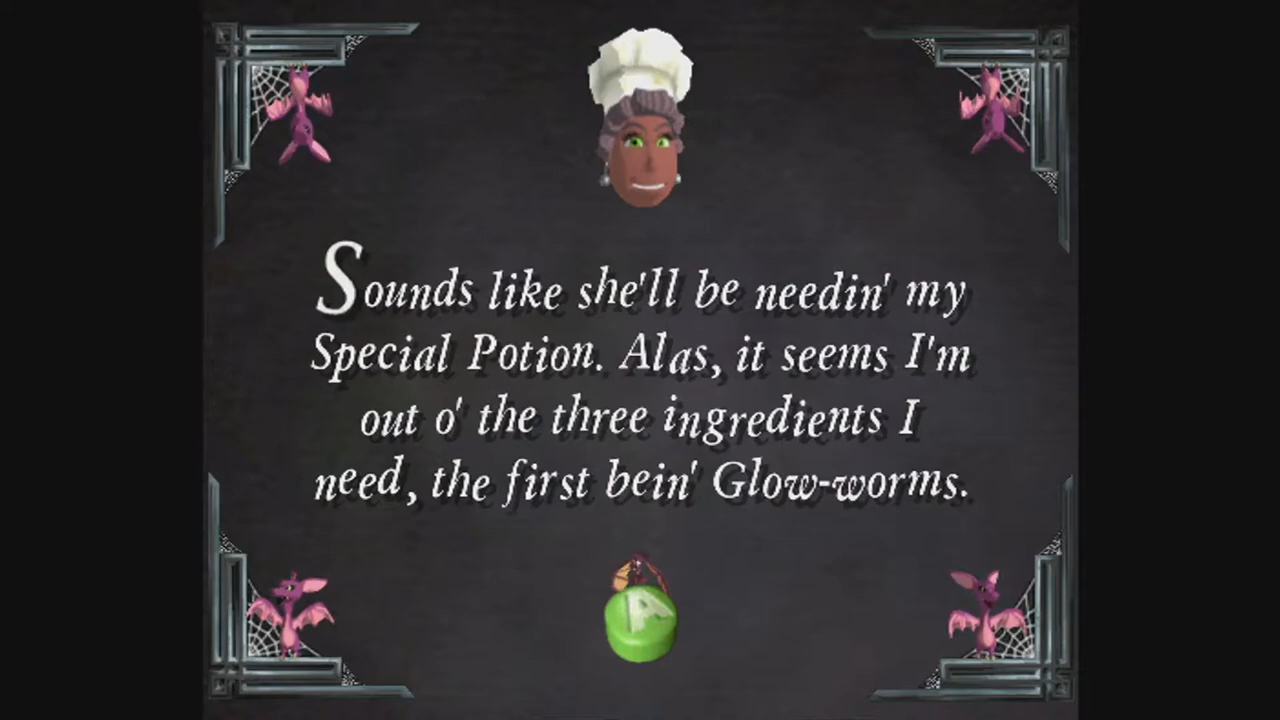 Sounds like she'll be needin' my
Special Potion. Alas, it seems I'm
out o' the three ingredients I
need, the first bein' Glow-worms.
A